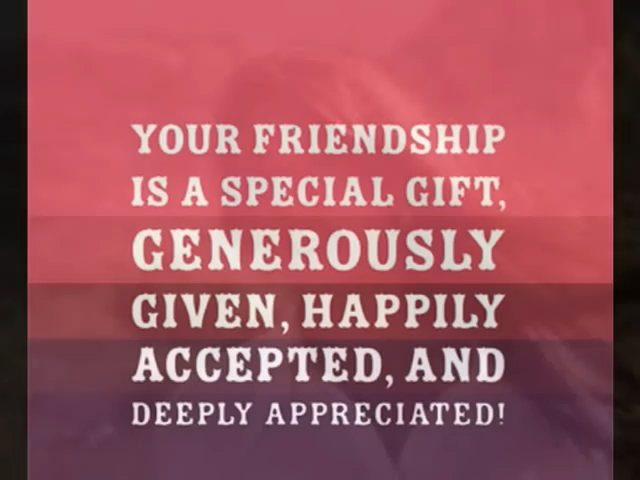 YOUR FRIENDSHIP
IS A SPECIAL GIFT,
GENEROUSLY
GIVEN, HAPPILY
ACCEPTED, AND
DEEPLY APPRECIATED!